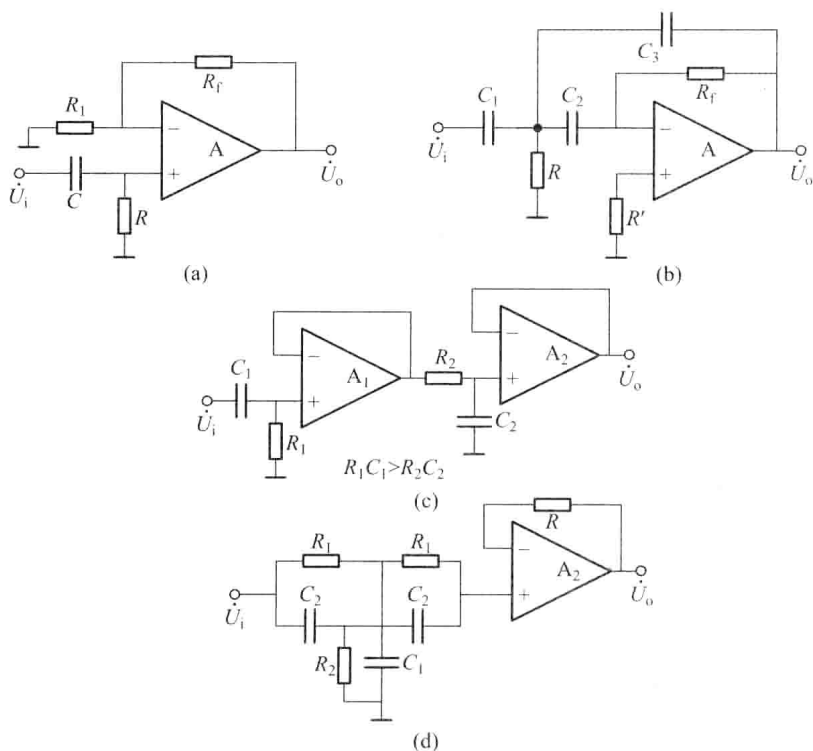 R_f
R_1
A
U̇_i
C
R
U̇_o
(a)
C_3
R_f
C_1
C_2
A
U̇_i
R
R'
U̇_o
(b)
C_1
A_1
R_2
A_2
U̇_i
R_1
C_2
U̇_o
R_1C_1>R_2C_2
(c)
R_1
R_1
R
A_2
C_2
C_2
U̇_i
R_2
C_1
U̇_o
(d)